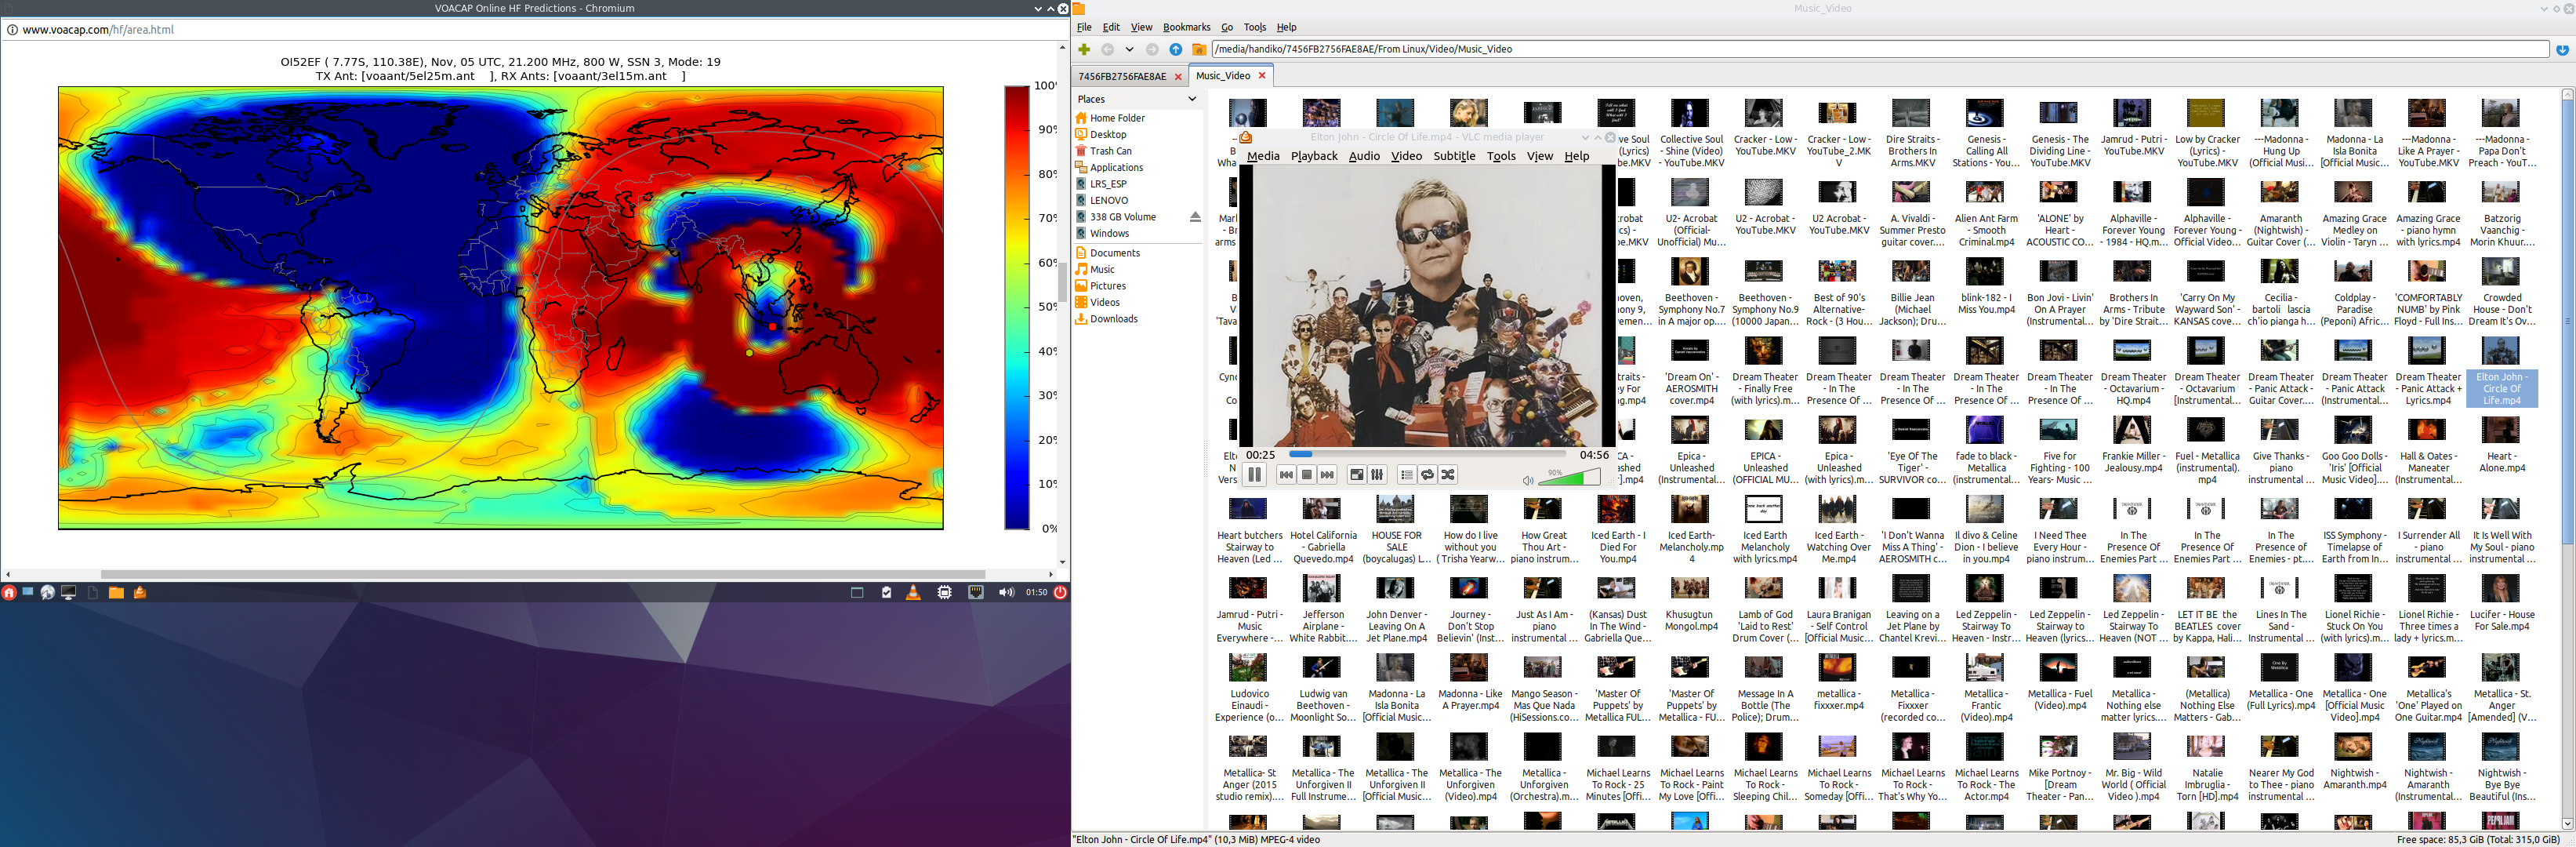 VOACAP Online HF Predictions - Chromium
www.voacap.com/hf/area.html
OI52EF ( 7.77S, 110.38E), Nov, 05 UTC, 21.200 MHz, 800 W, SSN 3, Mode: 19
TX Ant: [voaant/5el25m.ant    ], RX Ants: [voaant/3el15m.ant    ]
100%
90%
80%
70%
60%
50%
40%
30%
20%
10%
0%
01:50
Music_Video
File Edit View Bookmarks Go Tools Help
/media/handiko/7456FB2756FAE8AE/From Linux/Video/Music_Video
7456FB2756FAE8AE
Music_Video
Places
Home Folder
Desktop
Trash Can
Applications
LRS_ESP
LENOVO
338 GB Volume
Windows
Documents
Music
Pictures
Videos
Downloads
Elton John - Circle Of Life.mp4 - VLC media player
Media Playback Audio Video Subtitle Tools View Help
00:25
04:56
90%
Collective Soul - Shine (Video) - YouTube.MKV
Cracker - Low - YouTube.MKV
Cracker - Low - YouTube_2.MKV
Dire Straits - Brothers In Arms.MKV
Genesis - Calling All Stations - You...
Genesis - The Dividing Line - YouTube.MKV
Jamrud - Putri - YouTube.MKV
Low by Cracker (Lyrics) - YouTube.MKV
---Madonna - Hung Up (Official Music...
Madonna - La Isla Bonita [Official Music...
---Madonna - Like A Prayer - YouTube.MKV
---Madonna - Papa Don't Preach - YouT...
U2- Acrobat (Official-Unofficial) Mu...
U2 - Acrobat - YouTube.MKV
U2 Acrobat - YouTube.MKV
A. Vivaldi - Summer Presto guitar cover....
Alien Ant Farm - Smooth Criminal.mp4
'ALONE' by Heart - ACOUSTIC CO...
Alphaville - Forever Young - 1984 - HQ.m...
Alphaville - Forever Young - Official Video...
Amaranth (Nightwish) - Guitar Cover (...
Amazing Grace Medley on Violin - Taryn ...
Amazing Grace - piano hymn with lyrics.mp4
Batzorig Vaanchig - Morin Khuur....
Beethoven - Symphony No.7 in A major op....
Beethoven - Symphony No.9 (10000 Japan...
Best of 90's Alternative-Rock - (3 Hou...
Billie Jean (Michael Jackson); Dru...
blink-182 - I Miss You.mp4
Bon Jovi - Livin' On A Prayer (Instrumental...
Brothers In Arms - Tribute by 'Dire Strait...
'Carry On My Wayward Son' - KANSAS cove...
Cecilia - bartoli lascia ch'io pianga h...
Coldplay - Paradise (Peponi) Afric...
'COMFORTABLY NUMB' by Pink Floyd - Full Ins...
Crowded House - Don't Dream It's Ov...
'Dream On' - AEROSMITH cover.mp4
Dream Theater - Finally Free (with lyrics).m...
Dream Theater - In The Presence Of ...
Dream Theater - In The Presence Of ...
Dream Theater - In The Presence Of ...
Dream Theater - In The Presence Of ...
Dream Theater - Octavarium - HQ.mp4
Dream Theater - Octavarium [Instrumental...
Dream Theater - Panic Attack - Guitar Cover....
Dream Theater - Panic Attack (Instrumental...
Dream Theater - Panic Attack + Lyrics.mp4
Elton John - Circle Of Life.mp4
Epica - Unleashed (Instrumental...
EPICA - Unleashed (OFFICIAL MU...
Epica - Unleashed (with lyrics).m...
'Eye Of The Tiger' - SURVIVOR co...
fade to black - Metallica (instrumental...
Five for Fighting - 100 Years- Music ...
Frankie Miller - Jealousy.mp4
Fuel - Metallica (instrumental).mp4
Give Thanks - piano instrumental ...
Goo Goo Dolls - 'Iris' [Official Music Video]....
Hall & Oates - Maneater (Instrumental...
Heart - Alone.mp4
Heart butchers Stairway to Heaven (Led ...
Hotel California - Gabriella Quevedo.mp4
HOUSE FOR SALE (boycalugas) L...
How do I live without you ( Trisha Yearw...
How Great Thou Art - piano instrum...
Iced Earth - I Died For You.mp4
Iced Earth- Melancholy.mp4
Iced Earth Melancholy with lyrics.mp4
Iced Earth - Watching Over Me.mp4
'I Don't Wanna Miss A Thing' - AEROSMITH c...
Il divo & Celine Dion - I believe in you.mp4
I Need Thee Every Hour - piano instrum...
In The Presence Of Enemies Part ...
In The Presence Of Enemies Part ...
In The Presence of Enemies - pt....
ISS Symphony - Timelapse of Earth from In...
I Surrender All - piano instrumental ...
It Is Well With My Soul - piano instrumental ...
Jamrud - Putri - Music Everywhere -...
Jefferson Airplane - White Rabbit....
John Denver - Leaving On A Jet Plane.mp4
Journey - Don't Stop Believin' (Inst...
Just As I Am - piano instrumental ...
(Kansas) Dust In The Wind - Gabriella Que...
Khusugtun Mongol.mp4
Lamb of God 'Laid to Rest' Drum Cover (...
Laura Branigan - Self Control [Official Music...
Leaving on a Jet Plane by Chantel Krevi...
Led Zeppelin - Stairway To Heaven - Instr...
Led Zeppelin - Stairway to Heaven (lyrics...
Led Zeppelin - Stairway To Heaven (NOT ...
LET IT BE the BEATLES cover by Kappa, Hali...
Lines In The Sand - Instrumental ...
Lionel Richie - Stuck On You (with lyrics).m...
Lionel Richie - Three times a lady + lyrics.m...
Lucifer - House For Sale.mp4
Ludovico Einaudi - Experience (o...
Ludwig van Beethoven - Moonlight So...
Madonna - La Isla Bonita [Official Music...
Madonna - Like A Prayer.mp4
Mango Season - Mas Que Nada (HiSessions.co...
'Master Of Puppets' by Metallica FUL...
'Master Of Puppets' by Metallica - FU...
Message In A Bottle (The Police); Drum...
metallica - fixxxer.mp4
Metallica - Fixxxer (recorded co...
Metallica - Frantic (Video).mp4
Metallica - Fuel (Video).mp4
Metallica - Nothing else matter lyrics....
(Metallica) Nothing Else Matters - Gab...
Metallica - One (Full Lyrics).mp4
Metallica - One [Official Music Video].mp4
Metallica's 'One' Played on One Guitar.mp4
Metallica - St. Anger [Amended] (V...
Metallica- St Anger (2015 studio remix)....
Metallica - The Unforgiven II Full Instrume...
Metallica - The Unforgiven II [Official Music...
Metallica - The Unforgiven (Video).mp4
Metallica - Unforgiven (Orchestra).m...
Michael Learns To Rock - 25 Minutes [Offi...
Michael Learns To Rock - Paint My Love [Offi...
Michael Learns To Rock - Sleeping Chil...
Michael Learns To Rock - Someday [Offi...
Michael Learns To Rock - That's Why Yo...
Michael Learns To Rock - The Actor.mp4
Mike Portnoy - [Dream Theater - Pan...
Mr. Big - Wild World ( Official Video ).mp4
Natalie Imbruglia - Torn [HD].mp4
Nearer My God to Thee - piano instrumental ...
Nightwish - Amaranth.mp4
Nightwish - Amaranth (Instrumental...
Nightwish - Bye Bye Beautiful (Ins...
"Elton John - Circle Of Life.mp4" (10,3 MiB) MPEG-4 video
Free space: 85,3 GiB (Total: 315,0 GiB)